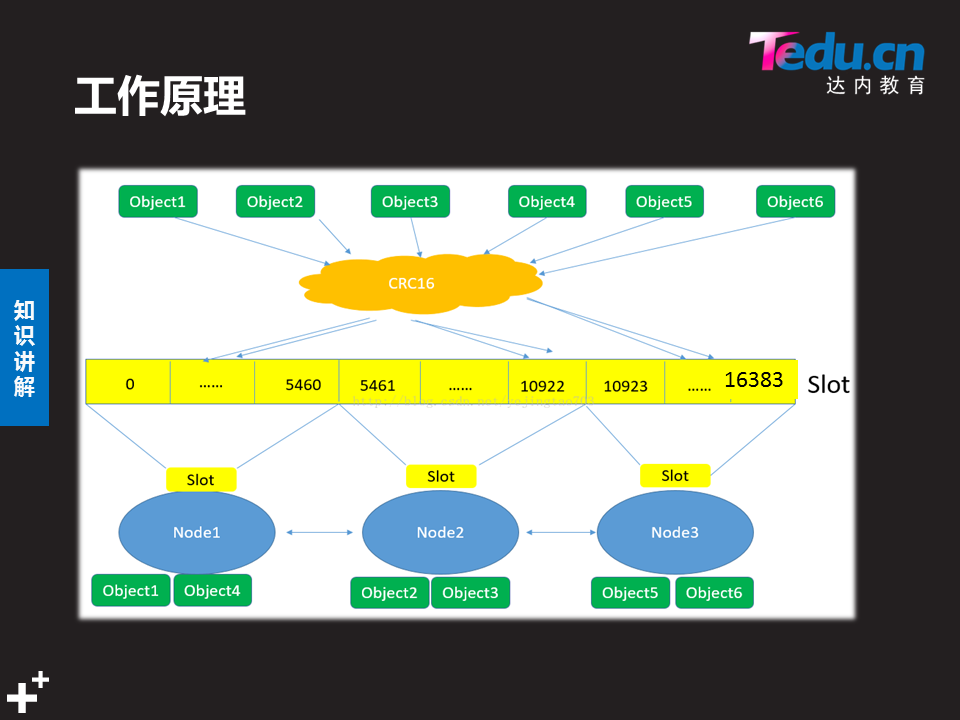 Tedu.cn
达内教育
工作原理
知识讲解
Object1 Object2 Object3 Object4 Object5 Object6
CRC16
0 …… 5460 5461 …… 10922 10923 …… 16383 Slot
Slot Slot Slot
Node1 Node2 Node3
Object1 Object4 Object2 Object3 Object5 Object6